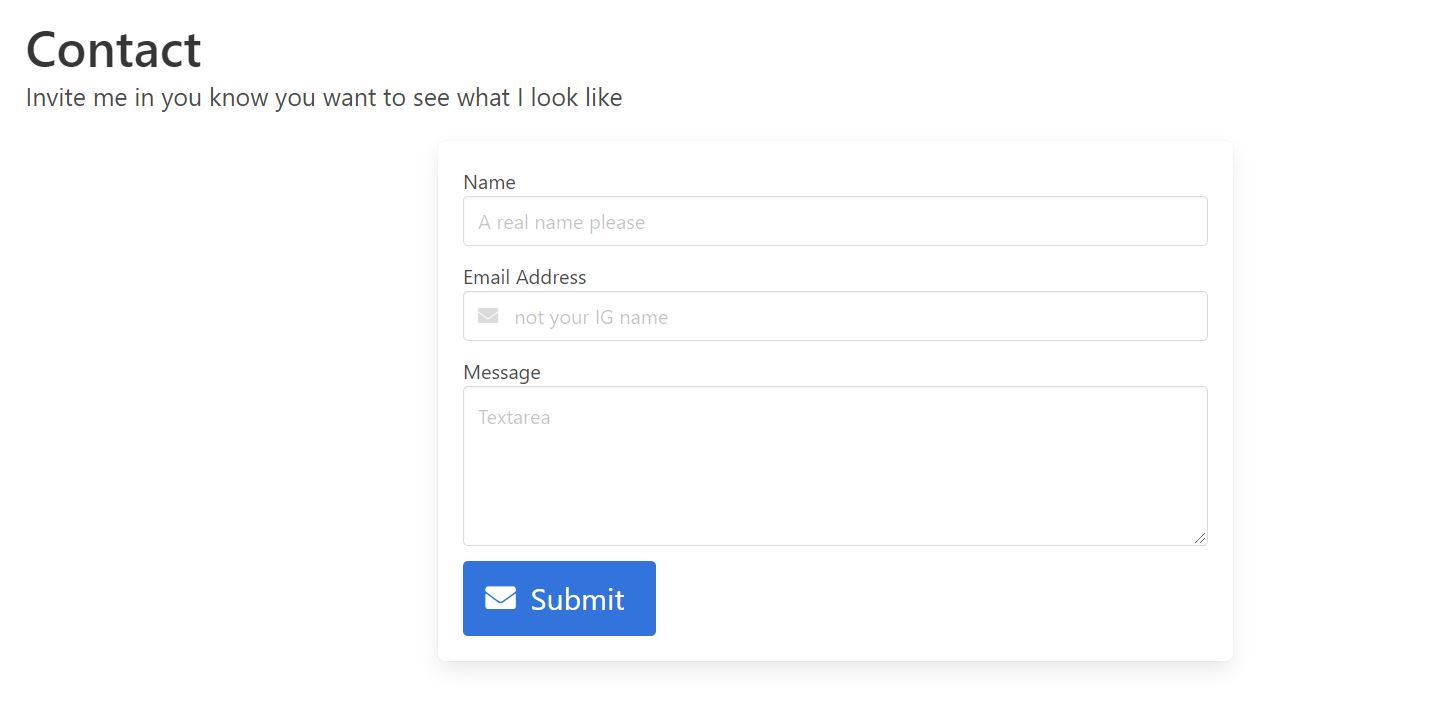 Contact
Invite me in you know you want to see what I look like
Name
A real name please
Email Address
not your IG name
Message
Textarea
Submit